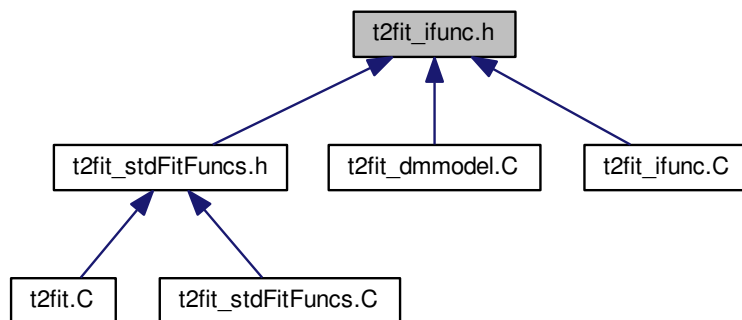 t2fit_ifunc.h
t2fit_stdFitFuncs.h
t2fit_dmmodel.C
t2fit_ifunc.C
t2fit.C
t2fit_stdFitFuncs.C